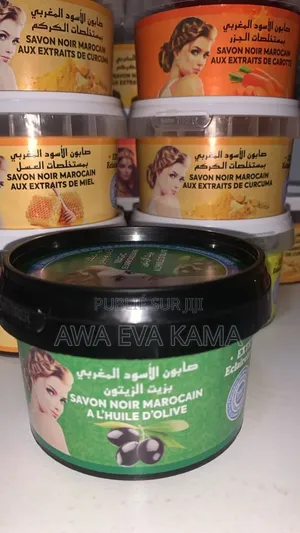 صابون الأسود المغربي
بمستخلصات الكركم
SAVON NOIR MAROCAIN
AUX EXTRAITS DE CURCUMA
صابون الأسود المغربي
بمستخلصات الجزر
SAVON NOIR MAROCAIN
AUX EXTRAITS DE CAROTTE
صابون الأسود المغربي
بمستخلصات العسل
SAVON NOIR MAROCAIN
AUX EXTRAITS DE MIEL
صابون الأسود المغربي
بمستخلصات الكركم
SAVON NOIR MAROCAIN
AUX EXTRAITS DE CURCUMA
PUBLIÉ SUR JIJI
AWA EVA KAMA
صابون الأسود المغربي
بزيت الزيتون
SAVON NOIR MAROCAIN
A L'HUILE D'OLIVE